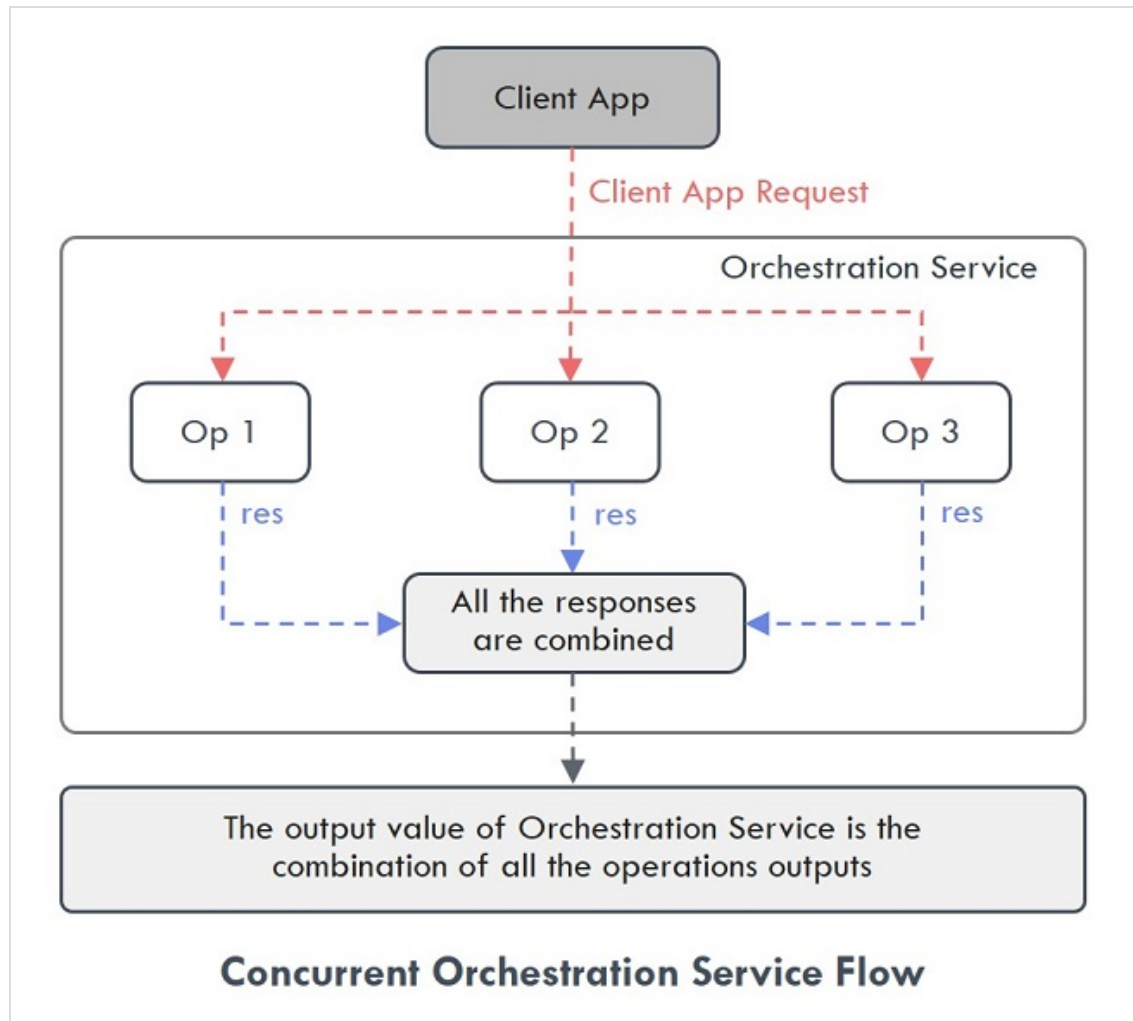 Client App
Client App Request
Orchestration Service
Op 1
Op 2
Op 3
res
res
res
All the responses
are combined
The output value of Orchestration Service is the
combination of all the operations outputs
Concurrent Orchestration Service Flow